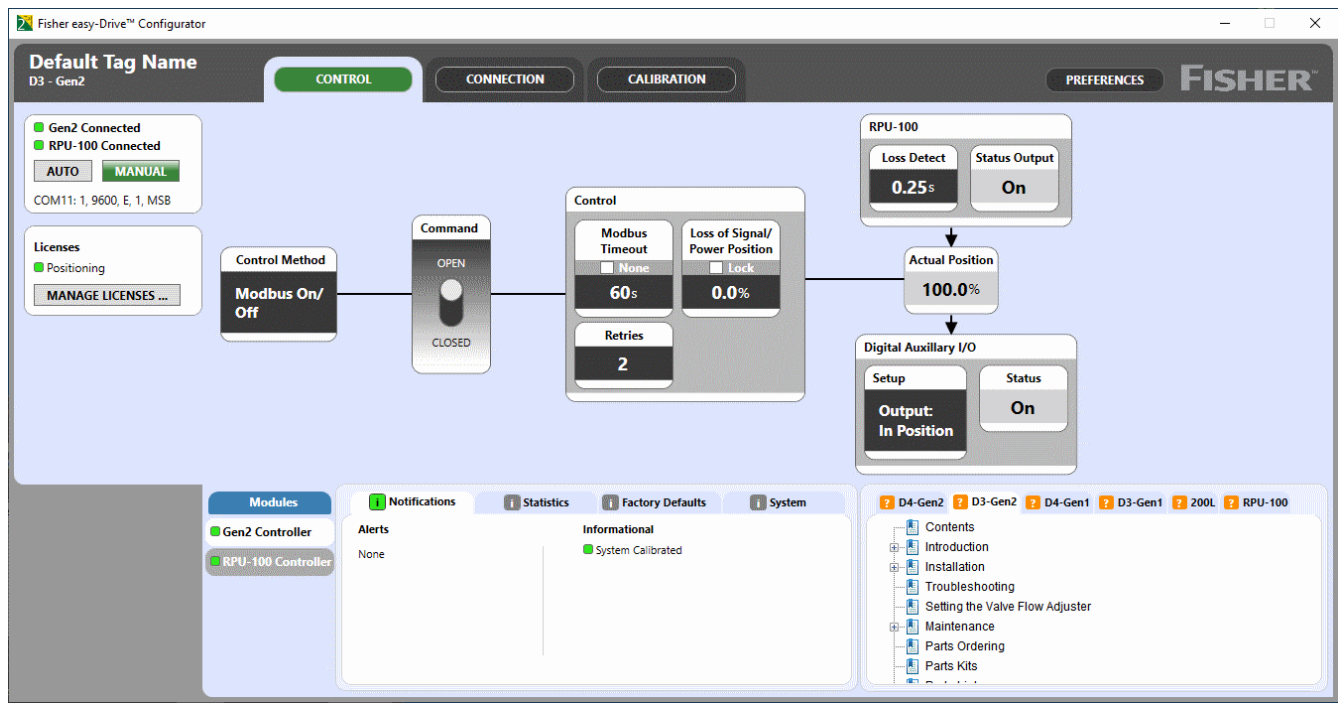 Fisher easy-Drive™ Configurator
Default Tag Name
D3 - Gen2
CONTROL
CONNECTION
CALIBRATION
PREFERENCES
FISHER™
Gen2 Connected
RPU-100 Connected
AUTO
MANUAL
COM11: 1, 9600, E, 1, MSB
Licenses
Positioning
MANAGE LICENSES ...
Control Method
Modbus On/
Off
Command
OPEN
CLOSED
Control
Modbus
Timeout
None
60s
Loss of Signal/
Power Position
Lock
0.0%
Retries
2
RPU-100
Loss Detect
0.25s
Status Output
On
Actual Position
100.0%
Digital Auxillary I/O
Setup
Output:
In Position
Status
On
Modules
Gen2 Controller
RPU-100 Controller
Notifications
Statistics
Factory Defaults
System
Alerts
None
Informational
System Calibrated
D4-Gen2
D3-Gen2
D4-Gen1
D3-Gen1
200L
RPU-100
Contents
Introduction
Installation
Troubleshooting
Setting the Valve Flow Adjuster
Maintenance
Parts Ordering
Parts Kits